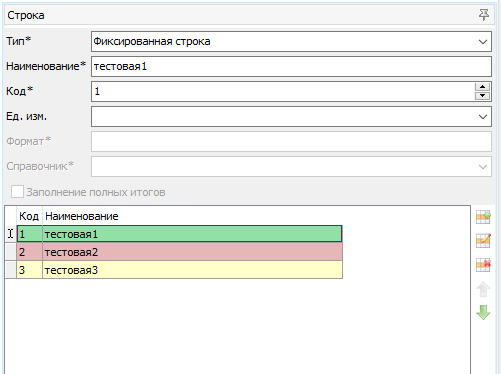 Строка
Тип* Фиксированная строка
Наименование* тестовая1
Код* 1
Ед. изм.
Формат*
Справочник*
Заполнение полных итогов
Код Наименование
1 тестовая1
2 тестовая2
3 тестовая3